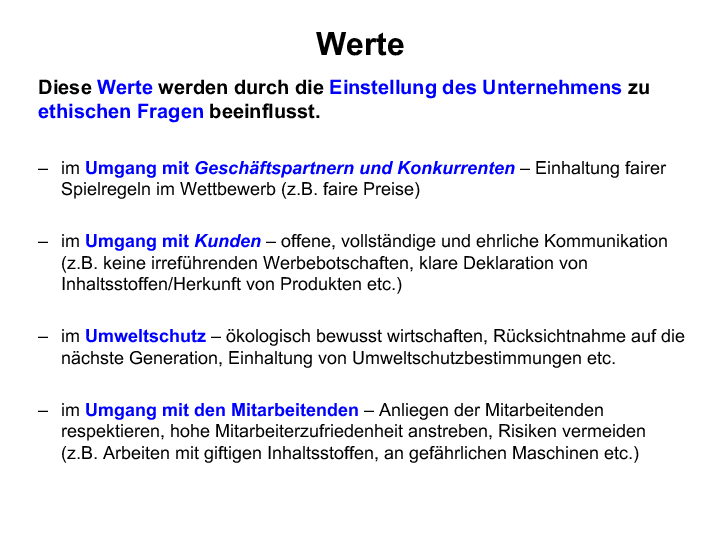 Werte
Diese Werte werden durch die Einstellung des Unternehmens zu
ethischen Fragen beeinflusst.
– im Umgang mit Geschäftspartnern und Konkurrenten – Einhaltung fairer
Spielregeln im Wettbewerb (z.B. faire Preise)
– im Umgang mit Kunden – offene, vollständige und ehrliche Kommunikation
(z.B. keine irreführenden Werbebotschaften, klare Deklaration von
Inhaltsstoffen/Herkunft von Produkten etc.)
– im Umweltschutz – ökologisch bewusst wirtschaften, Rücksichtnahme auf die
nächste Generation, Einhaltung von Umweltschutzbestimmungen etc.
– im Umgang mit den Mitarbeitenden – Anliegen der Mitarbeitenden
respektieren, hohe Mitarbeiterzufriedenheit anstreben, Risiken vermeiden
(z.B. Arbeiten mit giftigen Inhaltsstoffen, an gefährlichen Maschinen etc.)